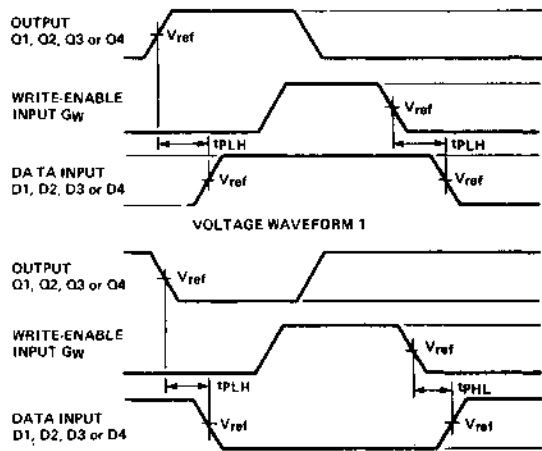 OUTPUT
Q1, Q2, Q3 or Q4
Vref
WRITE-ENABLE
INPUT GW
Vref
tPLH
tPLH
DATA INPUT
D1, D2, D3 or D4
Vref
Vref
VOLTAGE WAVEFORM 1
OUTPUT
Q1, Q2, Q3 or Q4
Vref
WRITE-ENABLE
INPUT GW
Vref
tPLH
tPHL
DATA INPUT
D1, D2, D3 or D4
Vref
Vref